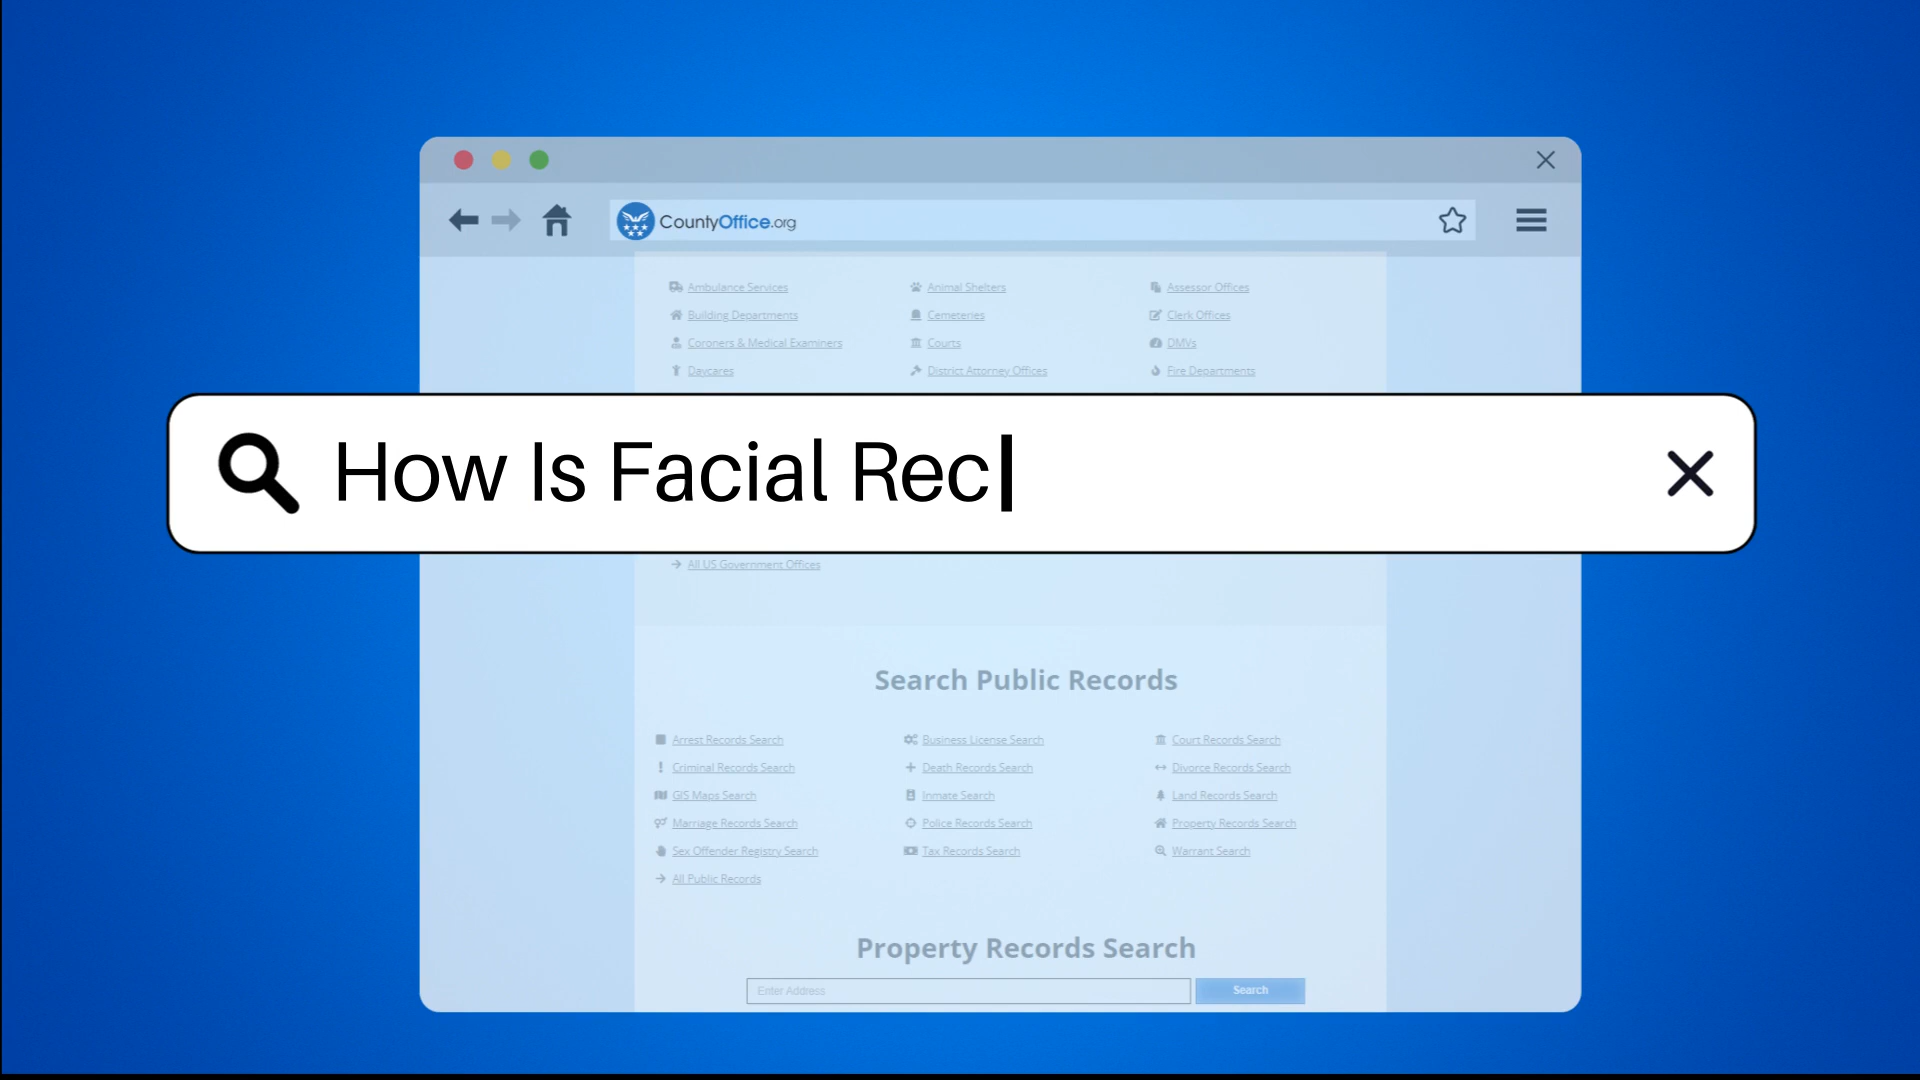 CountyOffice.org
Ambulance Services Animal Shelters Assessor Offices
Building Departments Cemeteries Clerk Offices
Coroners & Medical Examiners Courts DMVs
Daycares District Attorney Offices Fire Departments
How Is Facial Rec
All US Government Offices
Search Public Records
Arrest Records Search Business License Search Court Records Search
Criminal Records Search Death Records Search Divorce Records Search
GIS Maps Search Inmate Search Land Records Search
Marriage Records Search Police Records Search Property Records Search
Sex Offender Registry Search Tax Records Search Warrant Search
All Public Records
Property Records Search
Enter Address Search